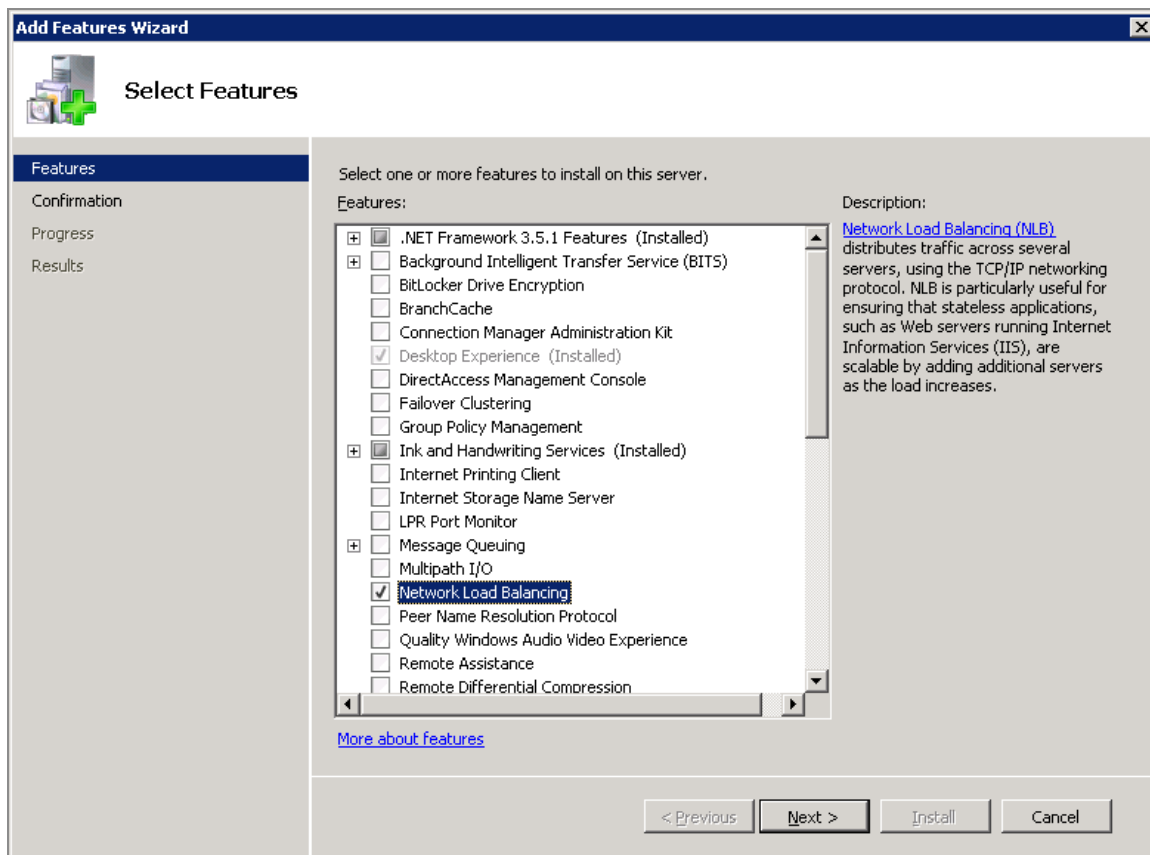 Add Features Wizard
Select Features
Features
Confirmation
Progress
Results
Select one or more features to install on this server.
Features:
.NET Framework 3.5.1 Features (Installed)
Background Intelligent Transfer Service (BITS)
BitLocker Drive Encryption
BranchCache
Connection Manager Administration Kit
Desktop Experience (Installed)
DirectAccess Management Console
Failover Clustering
Group Policy Management
Ink and Handwriting Services (Installed)
Internet Printing Client
Internet Storage Name Server
LPR Port Monitor
Message Queuing
Multipath I/O
Network Load Balancing
Peer Name Resolution Protocol
Quality Windows Audio Video Experience
Remote Assistance
Remote Differential Compression
More about features
Description:
Network Load Balancing (NLB)
distributes traffic across several
servers, using the TCP/IP networking
protocol. NLB is particularly useful for
ensuring that stateless applications,
such as Web servers running Internet
Information Services (IIS), are
scalable by adding additional servers
as the load increases.
< Previous
Next >
Install
Cancel